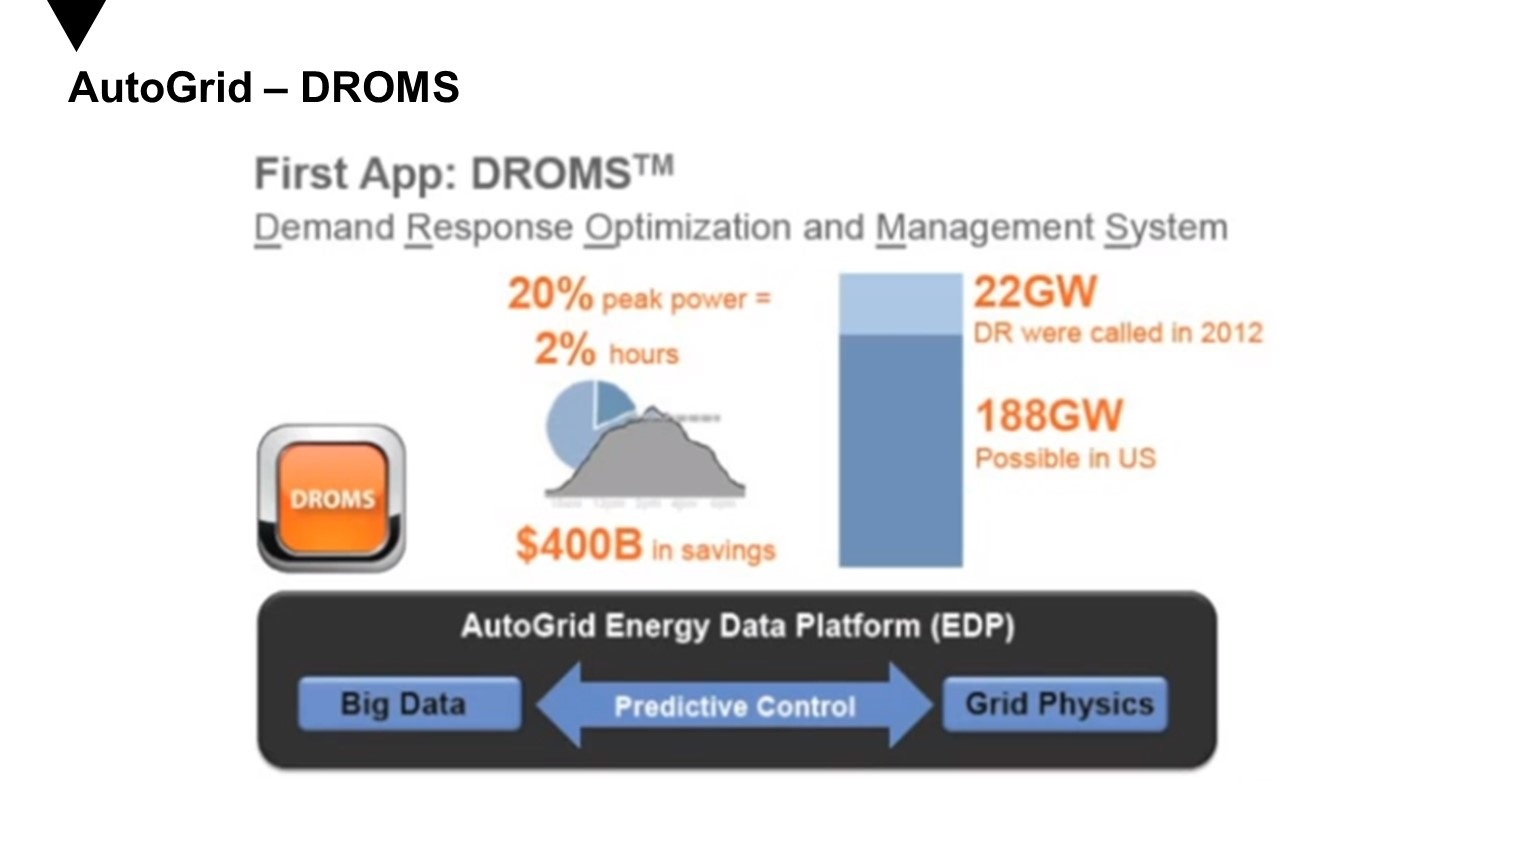 AutoGrid – DROMS
First App: DROMS™
Demand Response Optimization and Management System
20% peak power =
2% hours
$400B in savings
22GW
DR were called in 2012
188GW
Possible in US
DROMS
AutoGrid Energy Data Platform (EDP)
Big Data
Predictive Control
Grid Physics